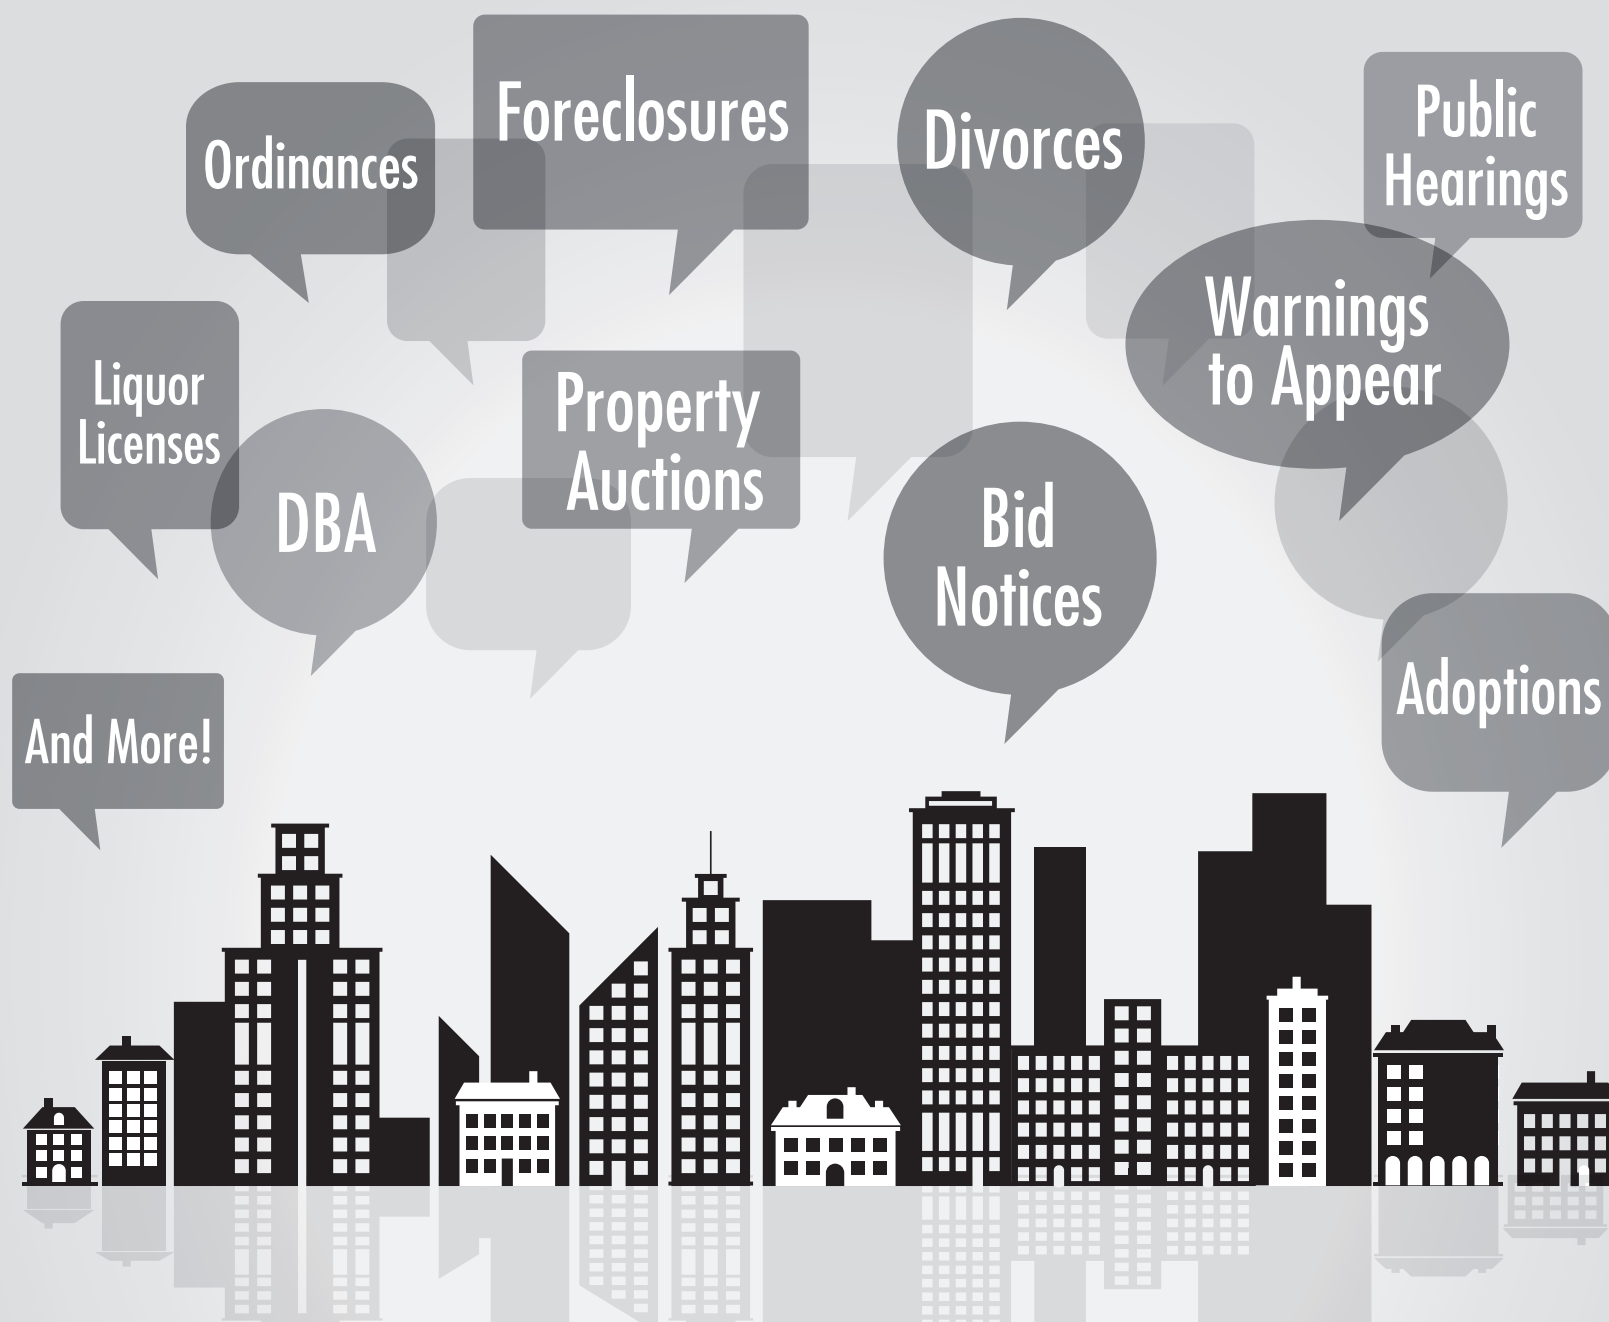 Foreclosures
Ordinances
Divorces
Public
Hearings
Warnings
to Appear
Liquor
Licenses
Property
Auctions
DBA
Bid
Notices
Adoptions
And More!